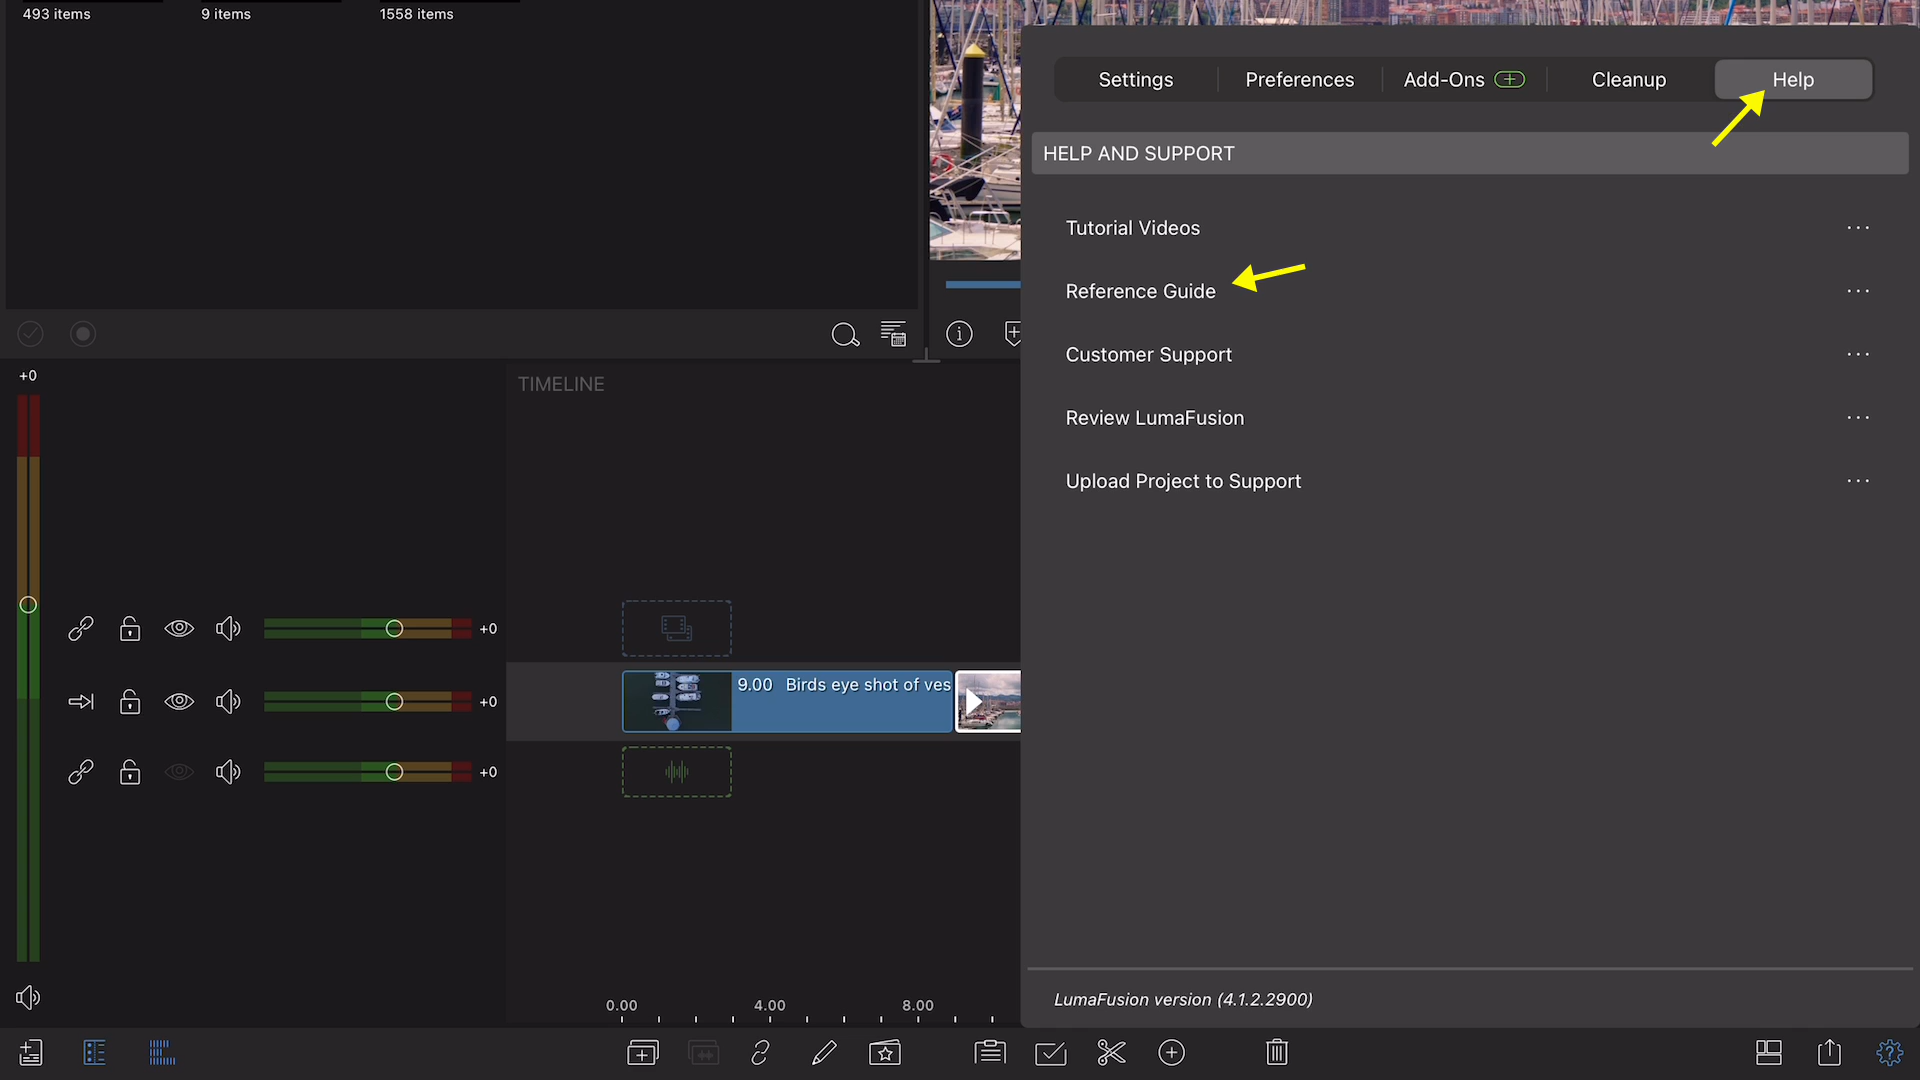 493 items
9 items
1558 items
Settings
Preferences
Add-Ons
Cleanup
Help
HELP AND SUPPORT
Tutorial Videos
Reference Guide
Customer Support
Review LumaFusion
Upload Project to Support
+0
TIMELINE
+0
9.00 Birds eye shot of ves
+0
+0
0.00
4.00
8.00
LumaFusion version (4.1.2.2900)